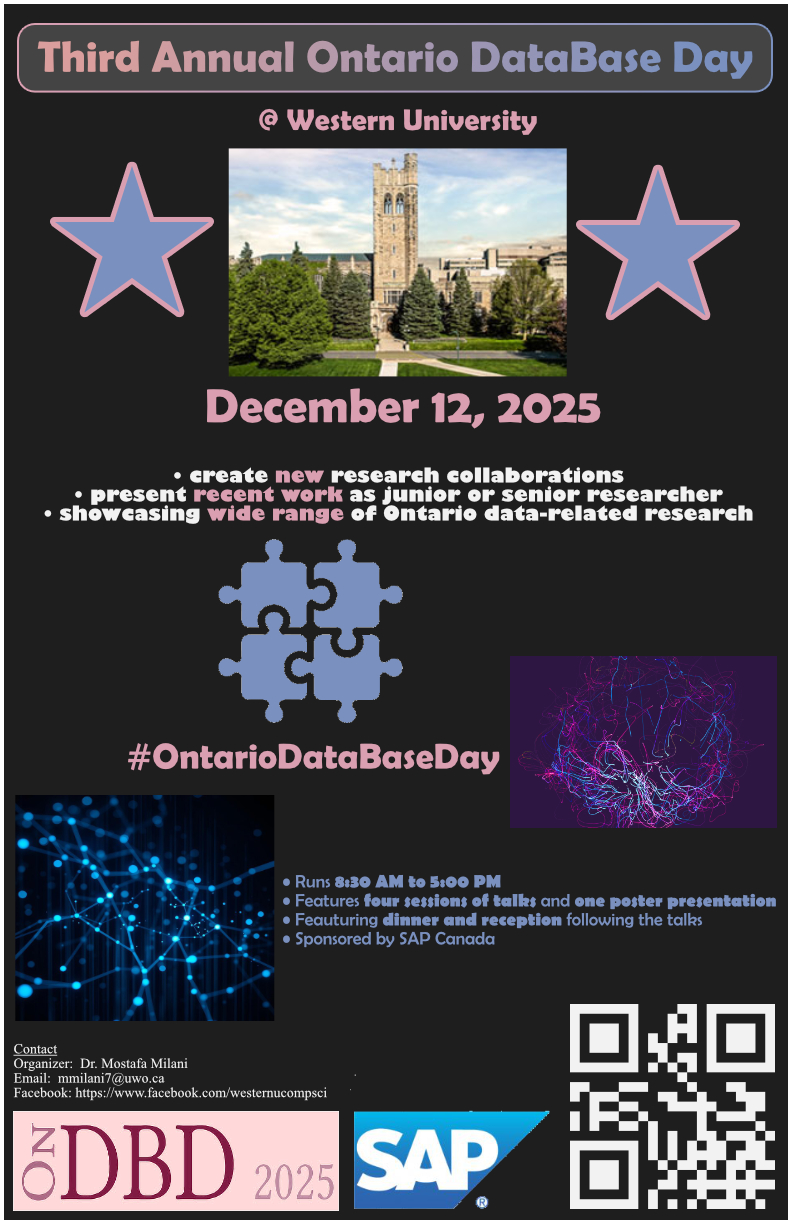 Third Annual Ontario DataBase Day
@ Western University
December 12, 2025
• create new research collaborations
• present recent work as junior or senior researcher
• showcasing wide range of Ontario data-related research
#OntarioDataBaseDay
• Runs 8:30 AM to 5:00 PM
• Features four sessions of talks and one poster presentation
• Feauturing dinner and reception following the talks
• Sponsored by SAP Canada
Contact
Organizer: Dr. Mostafa Milani
Email: mmilani7@uwo.ca
Facebook: https://www.facebook.com/westernucompsci
ON DBD 2025
SAP ®